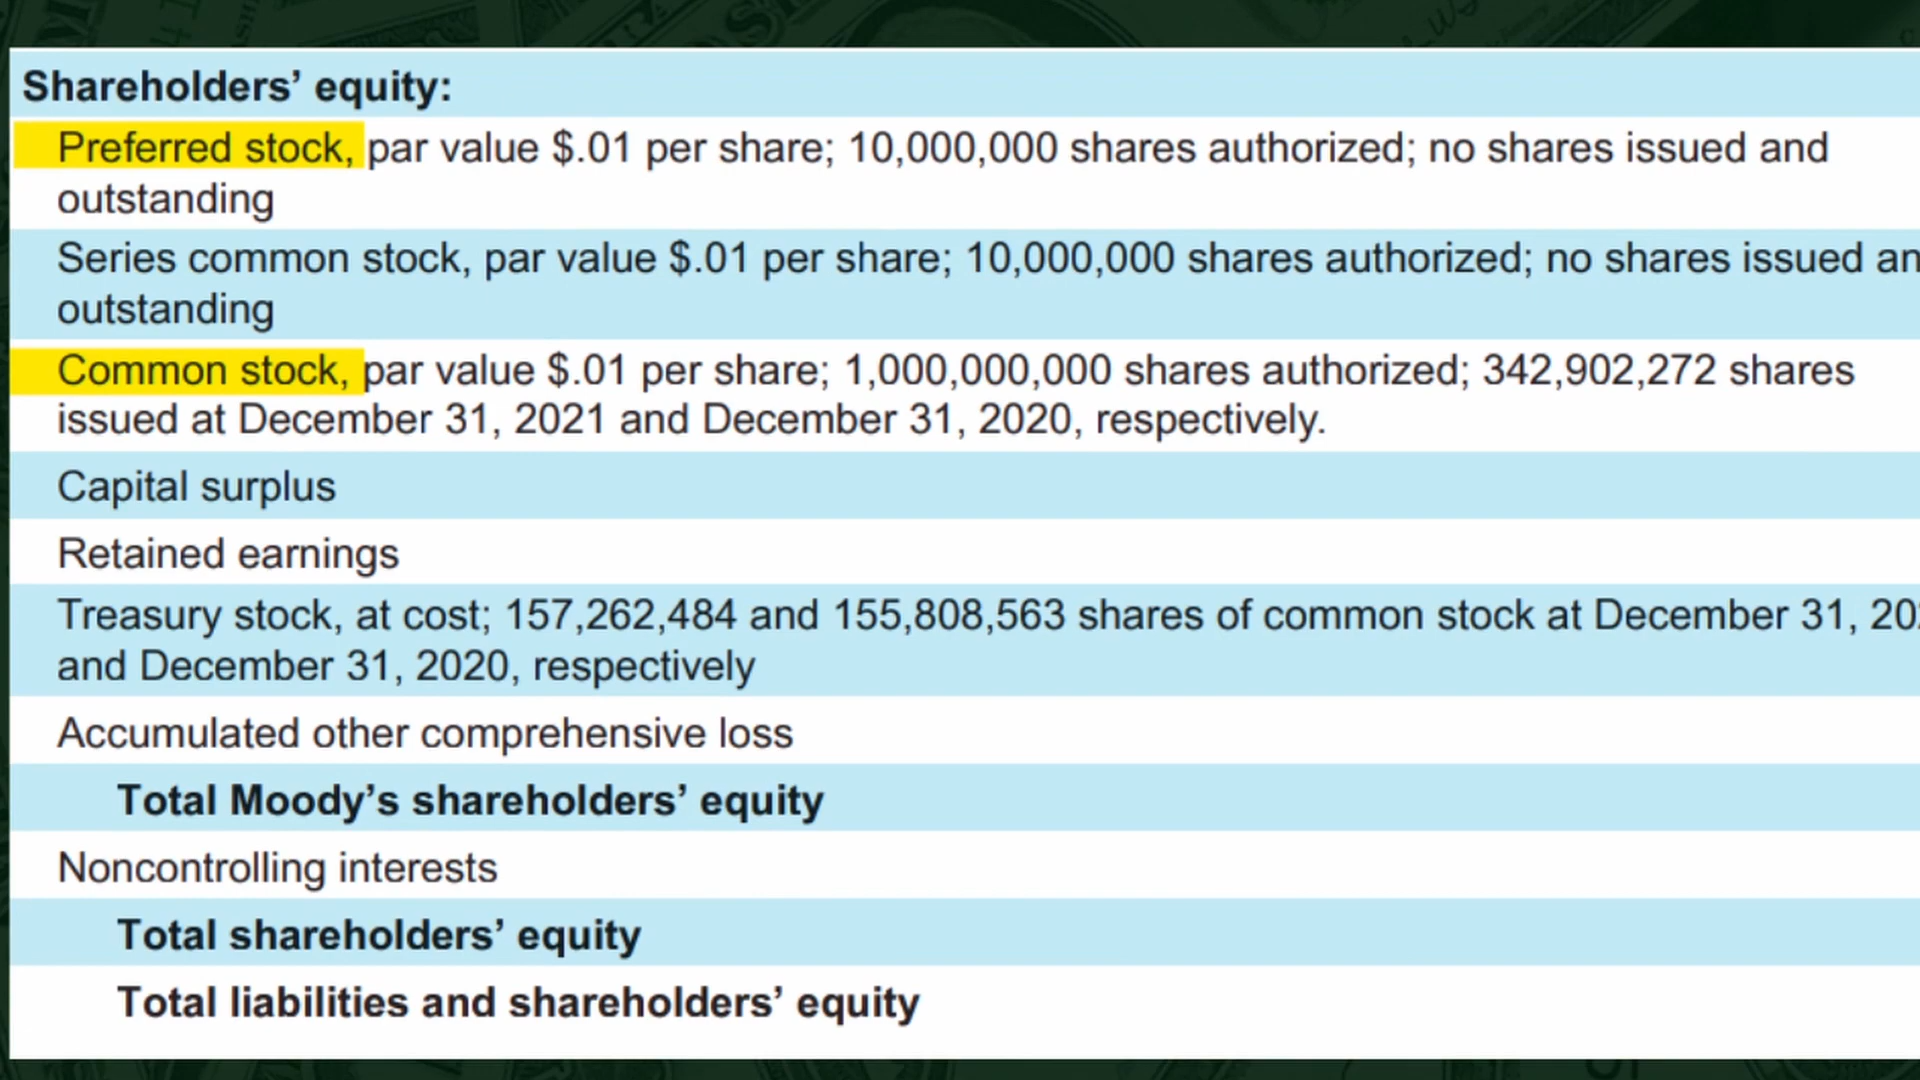 Shareholders’ equity:
Preferred stock, par value $.01 per share; 10,000,000 shares authorized; no shares issued and
outstanding
Series common stock, par value $.01 per share; 10,000,000 shares authorized; no shares issued
outstanding
Common stock, par value $.01 per share; 1,000,000,000 shares authorized; 342,902,272 shares
issued at December 31, 2021 and December 31, 2020, respectively.
Capital surplus
Retained earnings
Treasury stock, at cost; 157,262,484 and 155,808,563 shares of common stock at December 31,
and December 31, 2020, respectively
Accumulated other comprehensive loss
Total Moody’s shareholders’ equity
Noncontrolling interests
Total shareholders’ equity
Total liabilities and shareholders’ equity